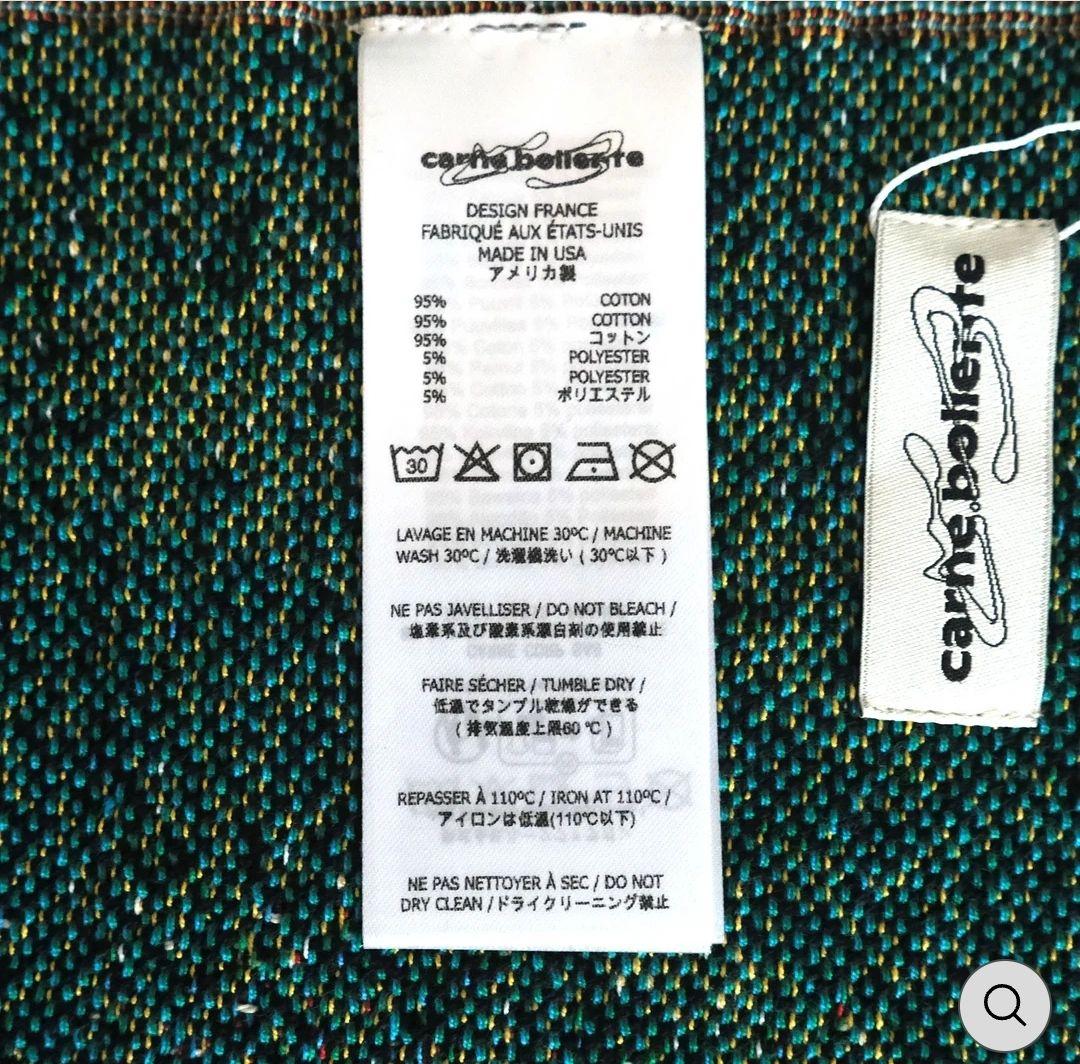 carne bollente
DESIGN FRANCE
FABRIQUÉ AUX ÉTATS-UNIS
MADE IN USA
アメリカ製
95% COTON
95% COTTON
95% コットン
5% POLYESTER
5% POLYESTER
5% ポリエステル
30
LAVAGE EN MACHINE 30ºC / MACHINE
WASH 30ºC / 洗濯機洗い ( 30℃以下 )
NE PAS JAVELLISER / DO NOT BLEACH /
塩素系及び酸素系漂白剤の使用禁止
FAIRE SÉCHER / TUMBLE DRY /
低温でタンブル乾燥ができる
( 排気温度上限60 ℃ )
REPASSER À 110ºC / IRON AT 110ºC /
アイロンは低温(110℃以下)
NE PAS NETTOYER À SEC / DO NOT
DRY CLEAN /ドライクリーニング禁止
carne bollente